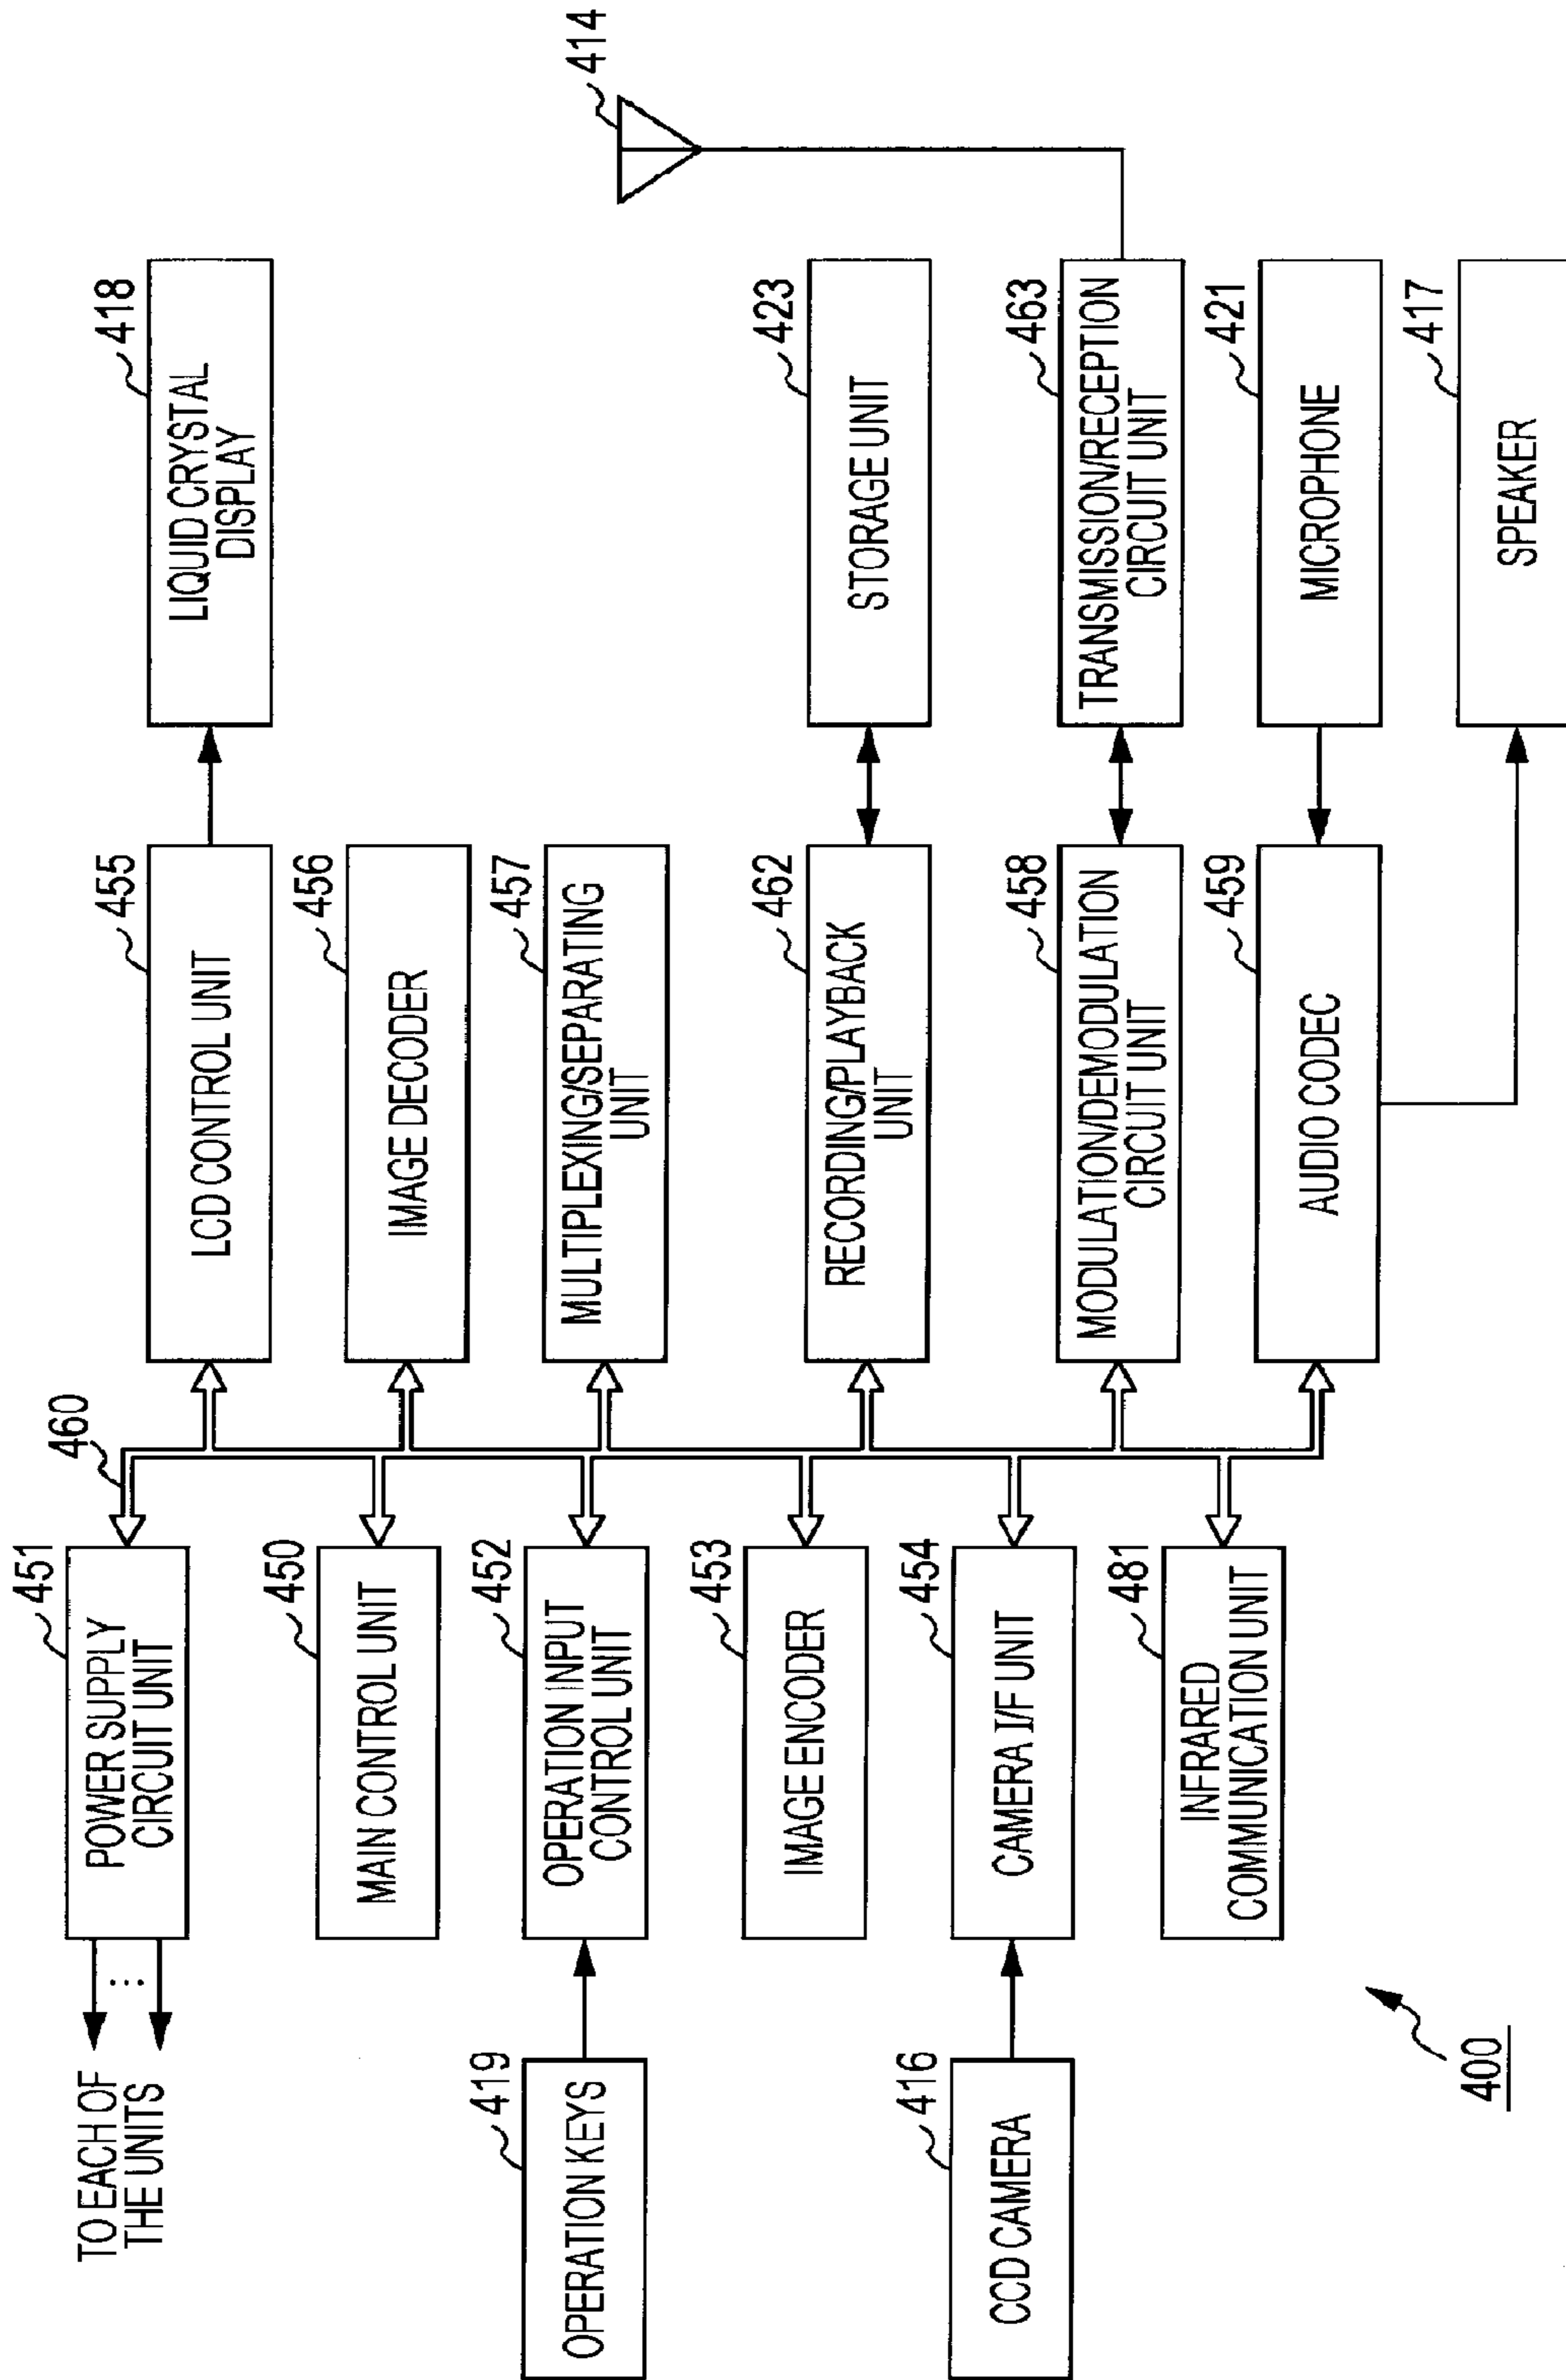 TO EACH OF
THE UNITS
451
POWER SUPPLY
CIRCUIT UNIT
460
455
LCD CONTROL UNIT
418
LIQUID CRYSTAL
DISPLAY
450
MAIN CONTROL UNIT
456
IMAGE DECODER
419
OPERATION KEYS
452
OPERATION INPUT
CONTROL UNIT
457
MULTIPLEXING/SEPARATING
UNIT
414
453
IMAGE ENCODER
462
RECORDING/PLAYBACK
UNIT
423
STORAGE UNIT
416
CCD CAMERA
454
CAMERA I/F UNIT
458
MODULATION/DEMODULATION
CIRCUIT UNIT
463
TRANSMISSION/RECEPTION
CIRCUIT UNIT
481
INFRARED
COMMUNICATION UNIT
459
AUDIO CODEC
421
MICROPHONE
417
SPEAKER
400